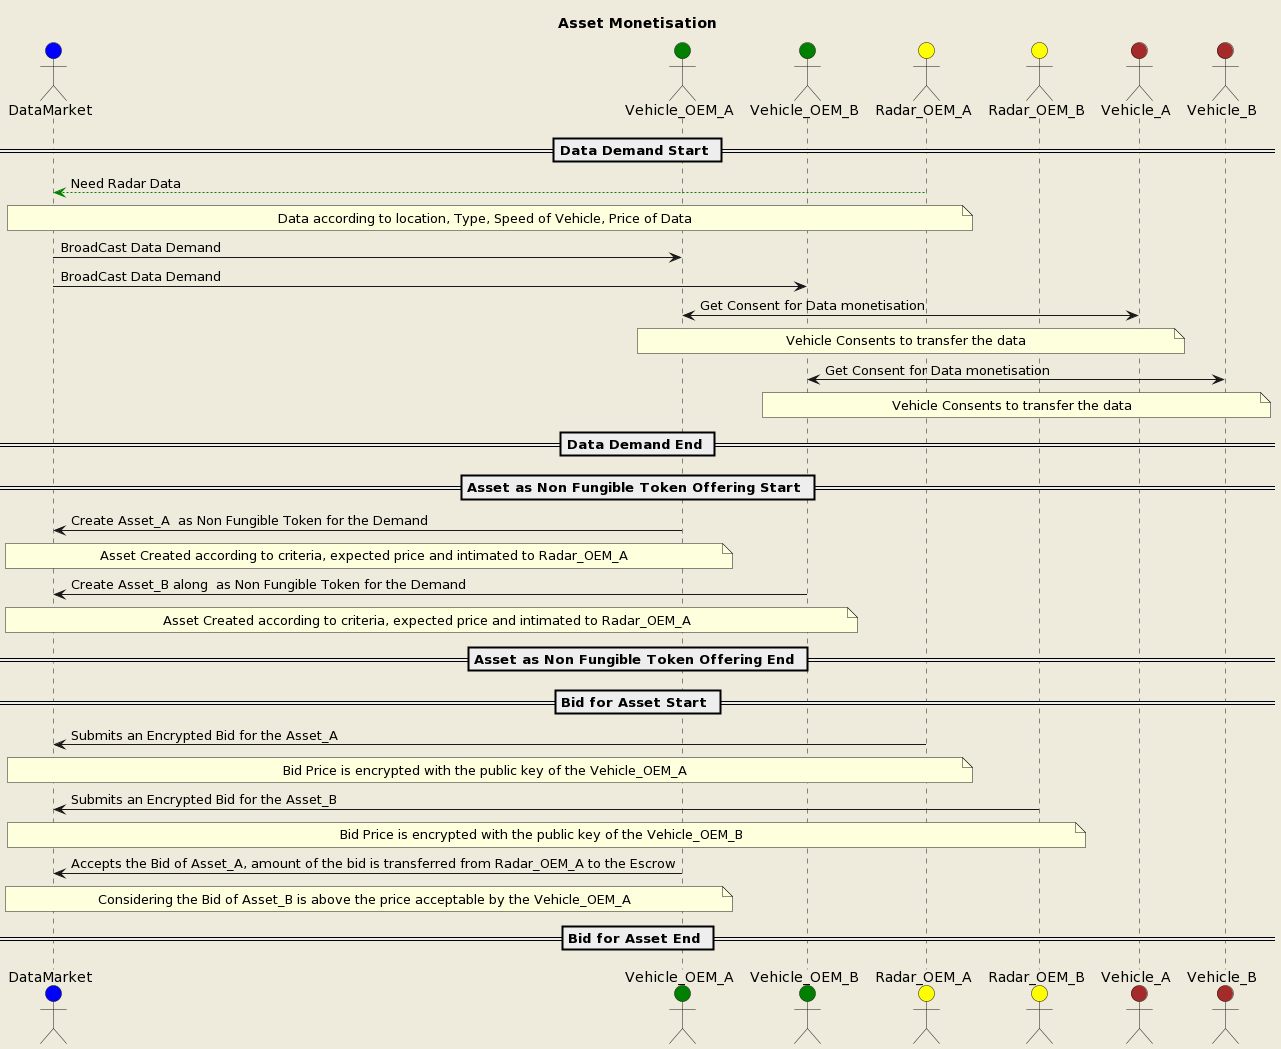 Asset Monetisation
DataMarket Vehicle_OEM_A Vehicle_OEM_B Radar_OEM_A Radar_OEM_B Vehicle_A Vehicle_B
Data Demand Start
Need Radar Data
Data according to location, Type, Speed of Vehicle, Price of Data
BroadCast Data Demand
BroadCast Data Demand
Get Consent for Data monetisation
Vehicle Consents to transfer the data
Get Consent for Data monetisation
Vehicle Consents to transfer the data
Data Demand End
Asset as Non Fungible Token Offering Start
Create Asset_A  as Non Fungible Token for the Demand
Asset Created according to criteria, expected price and intimated to Radar_OEM_A
Create Asset_B along  as Non Fungible Token for the Demand
Asset Created according to criteria, expected price and intimated to Radar_OEM_A
Asset as Non Fungible Token Offering End
Bid for Asset Start
Submits an Encrypted Bid for the Asset_A
Bid Price is encrypted with the public key of the Vehicle_OEM_A
Submits an Encrypted Bid for the Asset_B
Bid Price is encrypted with the public key of the Vehicle_OEM_B
Accepts the Bid of Asset_A, amount of the bid is transferred from Radar_OEM_A to the Escrow
Considering the Bid of Asset_B is above the price acceptable by the Vehicle_OEM_A
Bid for Asset End
DataMarket Vehicle_OEM_A Vehicle_OEM_B Radar_OEM_A Radar_OEM_B Vehicle_A Vehicle_B